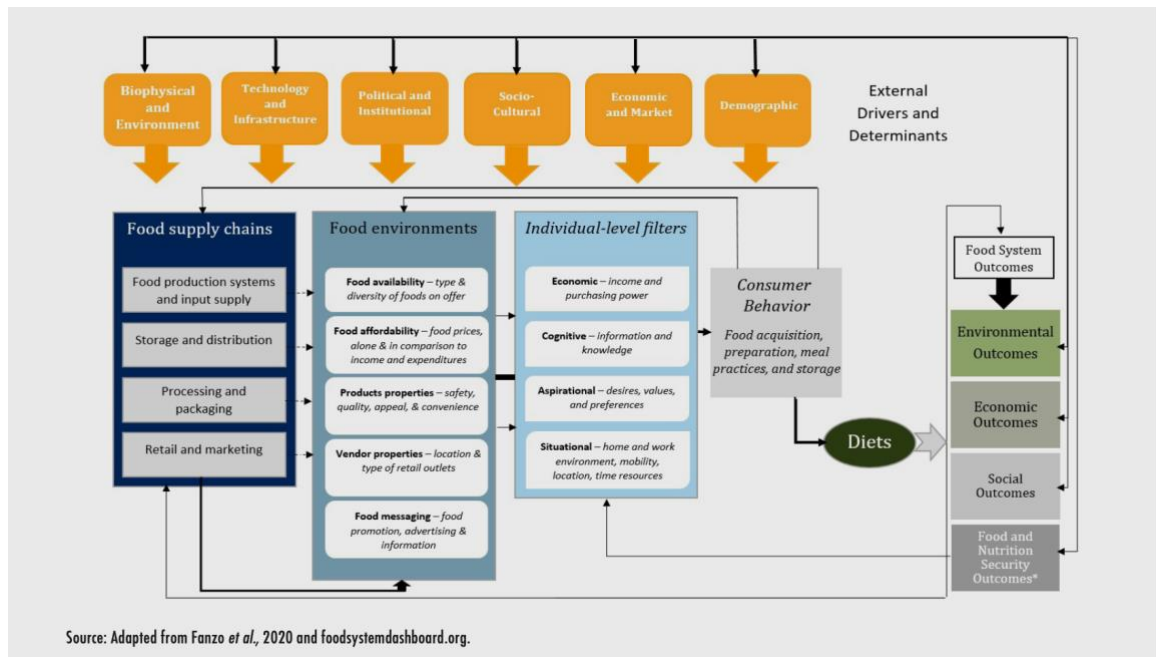 Biophysical
and
Environment
Technology
and
Infrastructure
Political and
Institutional
Socio-
Cultural
Economic
and Market
Demographic
External
Drivers and
Determinants
Food supply chains
Food production systems
and input supply
Storage and distribution
Processing and
packaging
Retail and marketing
Food environments
Food availability – type &
diversity of foods on offer
Food affordability – food prices,
alone & in comparison to
income and expenditures
Products properties – safety,
quality, appeal, & convenience
Vendor properties – location &
type of retail outlets
Food messaging – food
promotion, advertising &
information
Individual-level filters
Economic – income and
purchasing power
Cognitive – information and
knowledge
Aspirational – desires, values,
and preferences
Situational – home and work
environment, mobility,
location, time resources
Consumer
Behavior
Food acquisition,
preparation, meal
practices, and storage
Diets
Food System
Outcomes
Environmental
Outcomes
Economic
Outcomes
Social
Outcomes
Food and
Nutrition
Security
Outcomes*
Source: Adapted from Fanzo et al., 2020 and foodsystemdashboard.org.